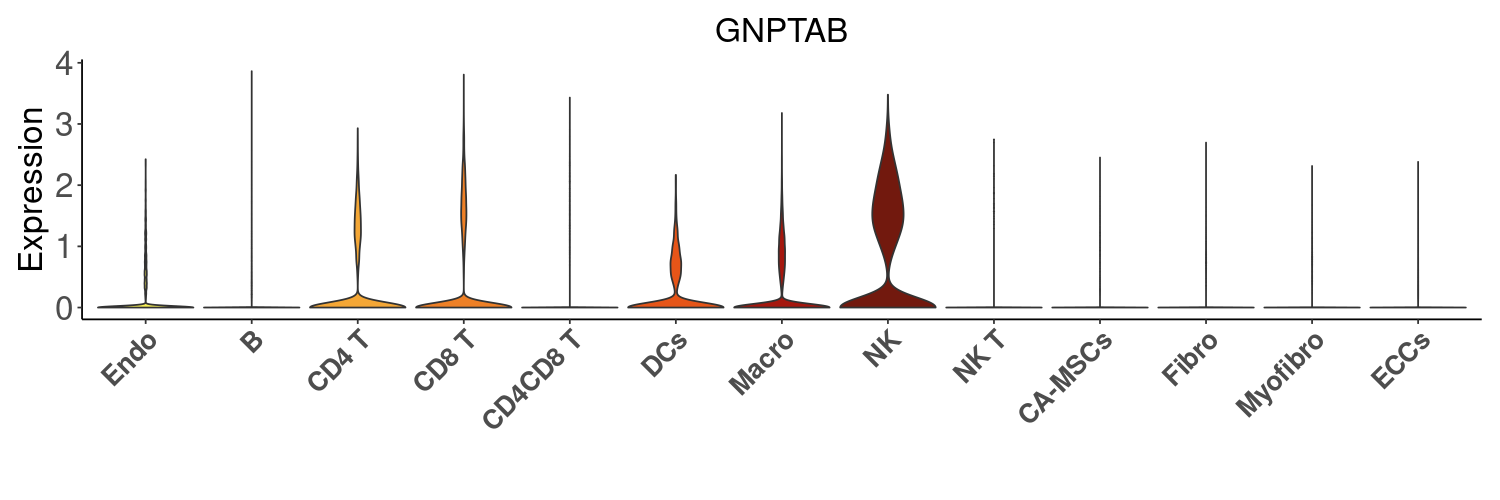 GNPTAB
Expression
4
3
2
1
0
Endo
B
CD4 T
CD8 T
CD4CD8 T
DCs
Macro
NK
NK T
CA-MSCs
Fibro
Myofibro
ECCs